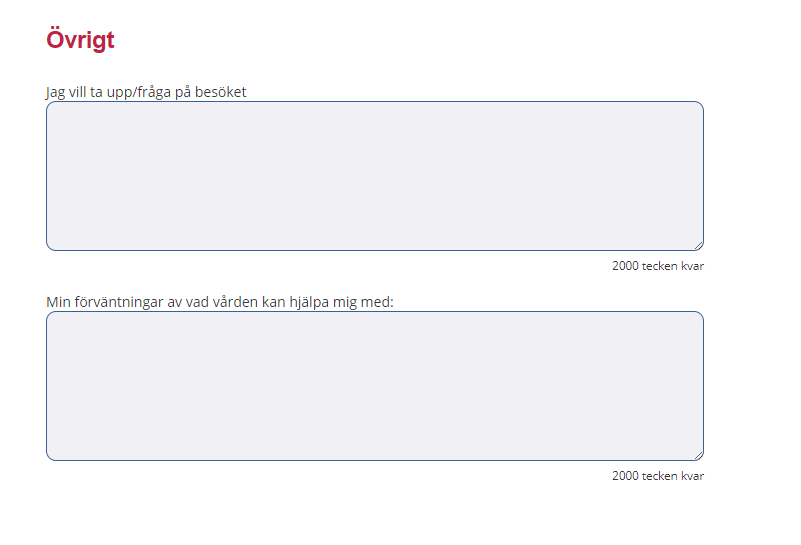 Övrigt
Jag vill ta upp/fråga på besöket
2000 tecken kvar
Min förväntningar av vad vården kan hjälpa mig med:
2000 tecken kvar